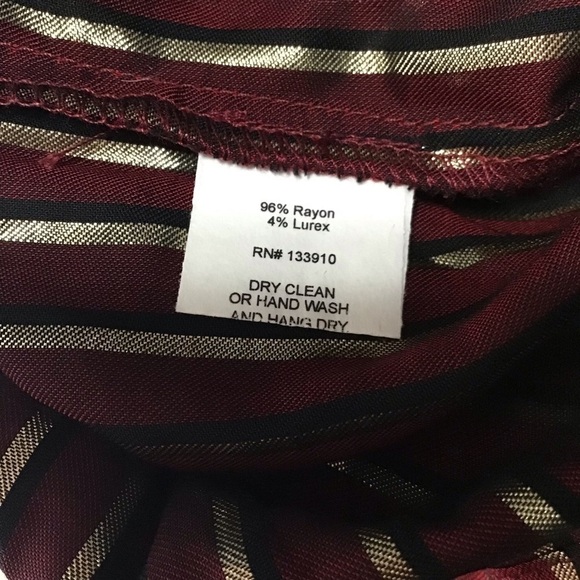 96% Rayon
4% Lurex
RN# 133910
DRY CLEAN
OR HAND WASH
AND HANG DRY